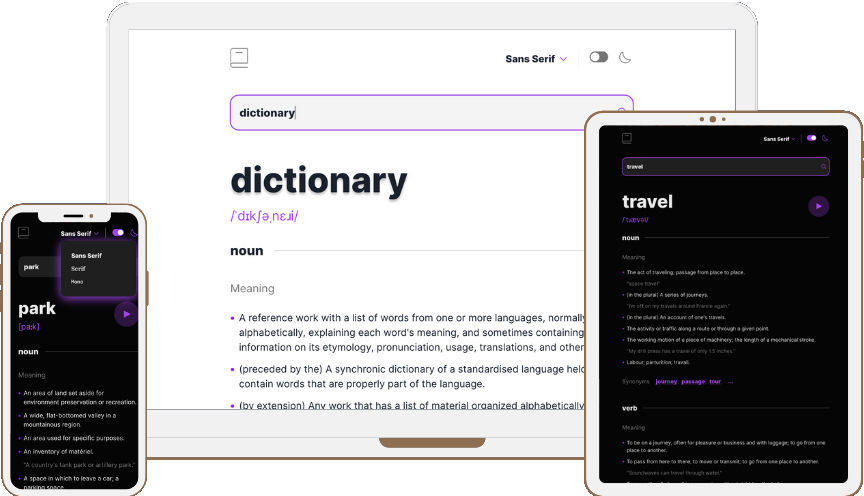 Sans Serif
dictionary
dictionary
/ˈdɪkʃəˌnɛɹi/
noun
Meaning
A reference work with a list of words from one or more languages, normally
alphabetically, explaining each word's meaning, and sometimes containing
information on its etymology, pronunciation, usage, translations, and other
(preceded by the) A synchronic dictionary of a standardised language held
contain words that are properly part of the language.
(by extension) Any work that has a list of material organized alphabetically
Sans Serif
Sans Serif
Serif
Mono
park
park
[pɑːk]
noun
Meaning
An area of land set aside for
environment preservation or recreation.
A wide, flat-bottomed valley in a
mountainous region.
An area used for specific purposes.
An inventory of matériel.
"A country's tank park or artillery park."
A space in which to leave a car; a
parking space.
Sans Serif
travel
travel
/ˈtɹævəl/
noun
Meaning
The act of traveling; passage from place to place.
"space travel"
(in the plural) A series of journeys.
"I'm off on my travels around France again."
(in the plural) An account of one's travels.
The activity or traffic along a route or through a given point.
The working motion of a piece of machinery; the length of a mechanical stroke.
"My drill press has a travel of only 1.5 inches."
Labour; parturition; travail.
Synonyms journey passage tour ...
verb
Meaning
To be on a journey, often for pleasure or business and with luggage; to go from one
place to another.
To pass from here to there; to move or transmit; to go from one place to another.
"Soundwaves can travel through water."